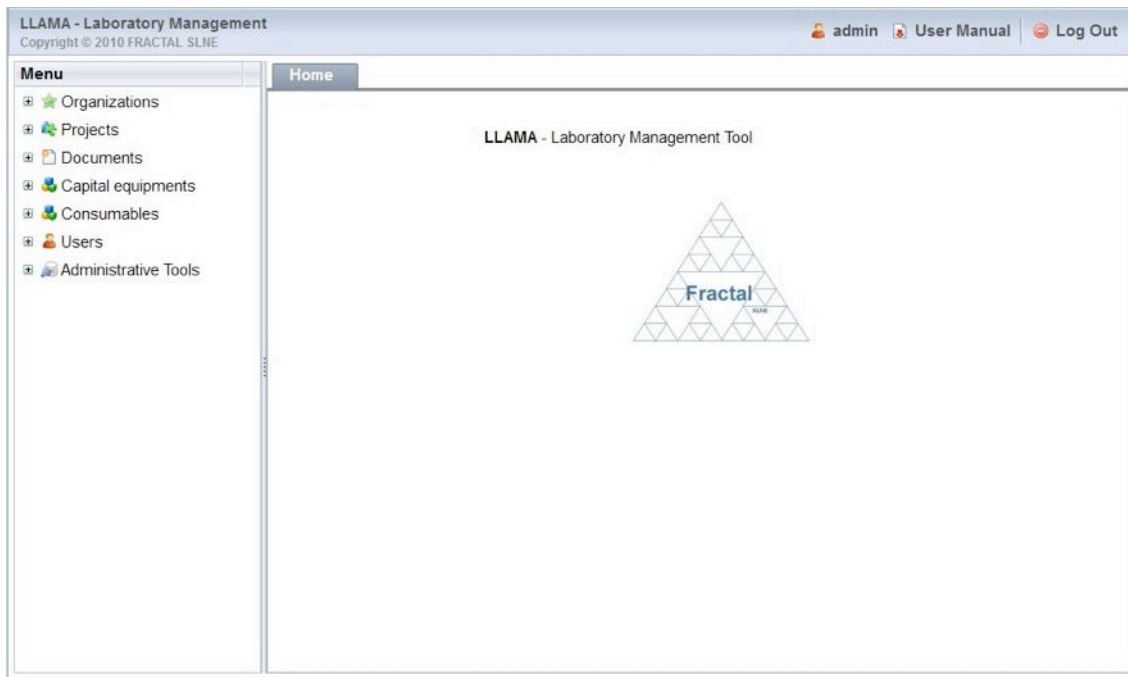 LLAMA - Laboratory Management
Copyright © 2010 FRACTAL SLNE
admin User Manual Log Out
Menu
Home
Organizations
Projects
Documents
Capital equipments
Consumables
Users
Administrative Tools
LLAMA - Laboratory Management Tool
Fractal
SLNE